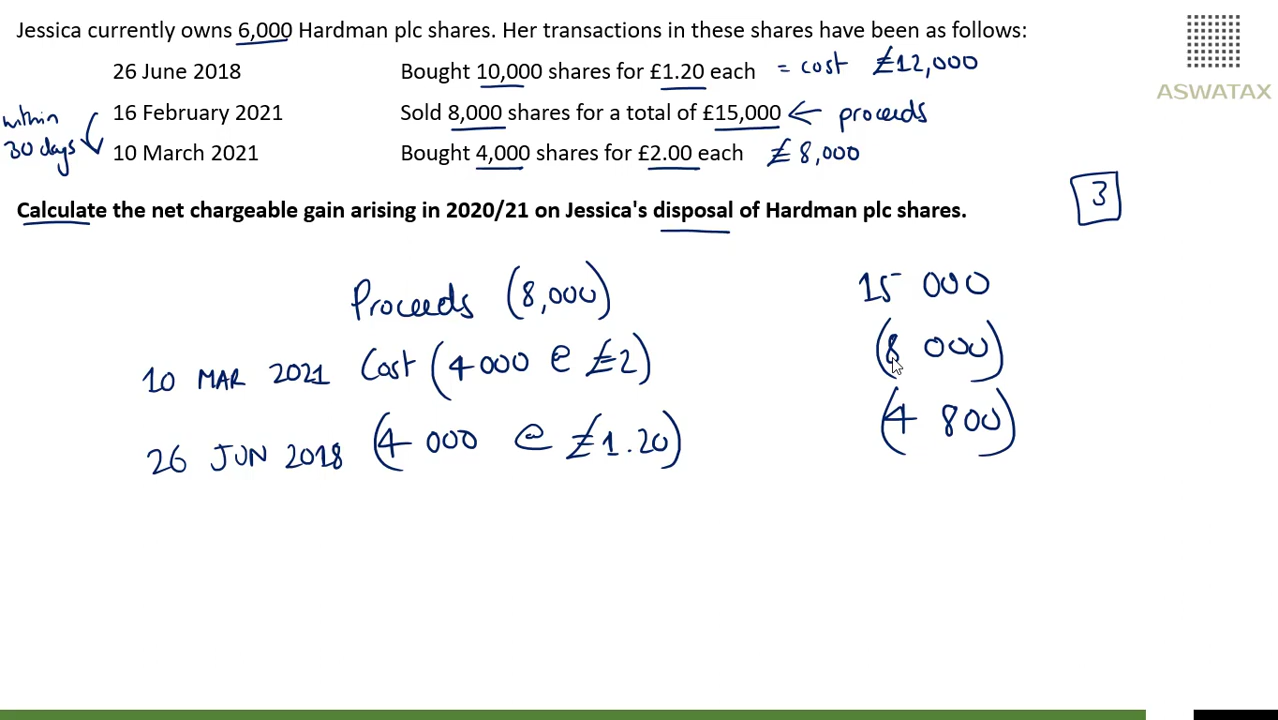 Jessica currently owns 6,000 Hardman plc shares. Her transactions in these shares have been as follows:
26 June 2018 Bought 10,000 shares for £1.20 each = cost £12,000
16 February 2021 Sold 8,000 shares for a total of £15,000 ← proceeds
10 March 2021 Bought 4,000 shares for £2.00 each £8,000
within
30 days
ASWATAX
3
Calculate the net chargeable gain arising in 2020/21 on Jessica's disposal of Hardman plc shares.
Proceeds (8,000) 15 000
10 MAR 2021 Cost (4 000 @ £2) (8 000)
26 JUN 2018 (4 000 @ £1.20) (4 800)